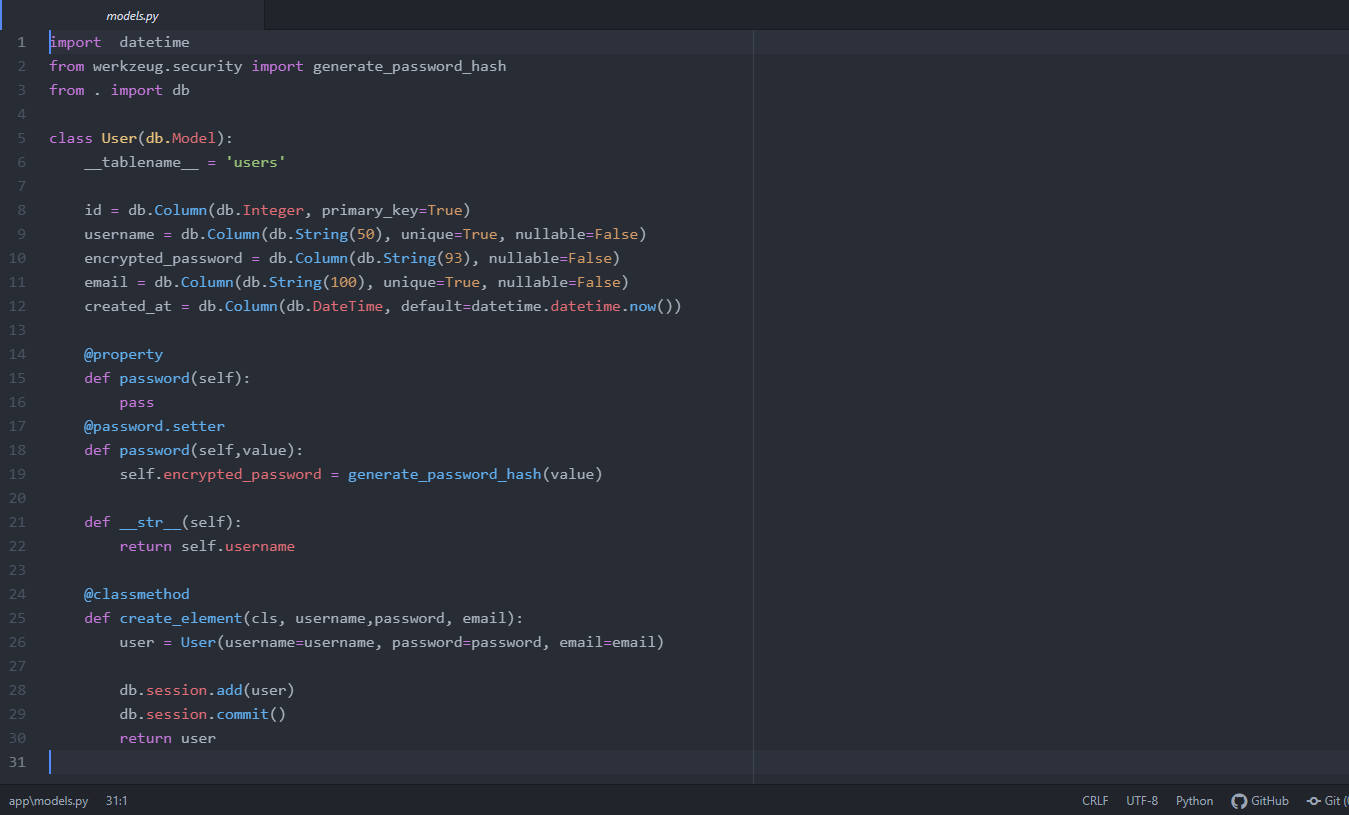 models.py
1 import  datetime
2 from werkzeug.security import generate_password_hash
3 from . import db
4
5 class User(db.Model):
6     __tablename__ = 'users'
7
8     id = db.Column(db.Integer, primary_key=True)
9     username = db.Column(db.String(50), unique=True, nullable=False)
10     encrypted_password = db.Column(db.String(93), nullable=False)
11     email = db.Column(db.String(100), unique=True, nullable=False)
12     created_at = db.Column(db.DateTime, default=datetime.datetime.now())
13
14     @property
15     def password(self):
16         pass
17     @password.setter
18     def password(self,value):
19         self.encrypted_password = generate_password_hash(value)
20
21     def __str__(self):
22         return self.username
23
24     @classmethod
25     def create_element(cls, username,password, email):
26         user = User(username=username, password=password, email=email)
27
28         db.session.add(user)
29         db.session.commit()
30         return user
31
app\models.py 31:1 CRLF UTF-8 Python GitHub Git (